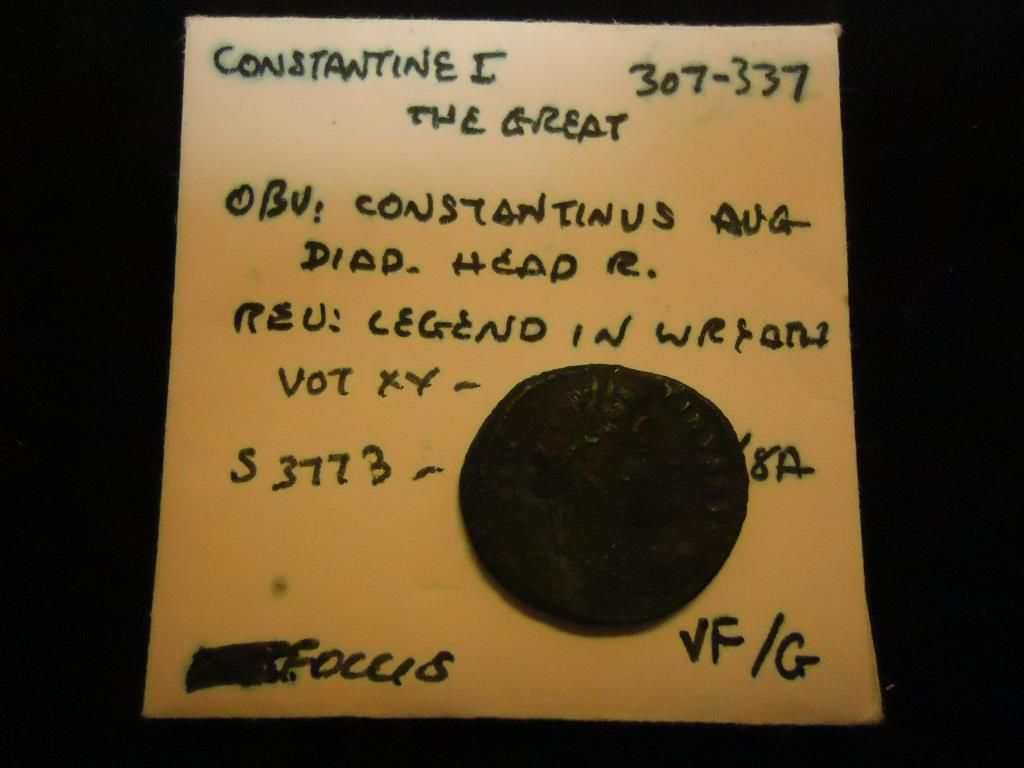 CONSTANTINE I 307-337
THE GREAT
OBV: CONSTANTINUS AUG
DIAD. HEAD R.
REV: LEGEND IN WREATH
VOT XX -
S 3773 - 8A
FOLLIS VF/G